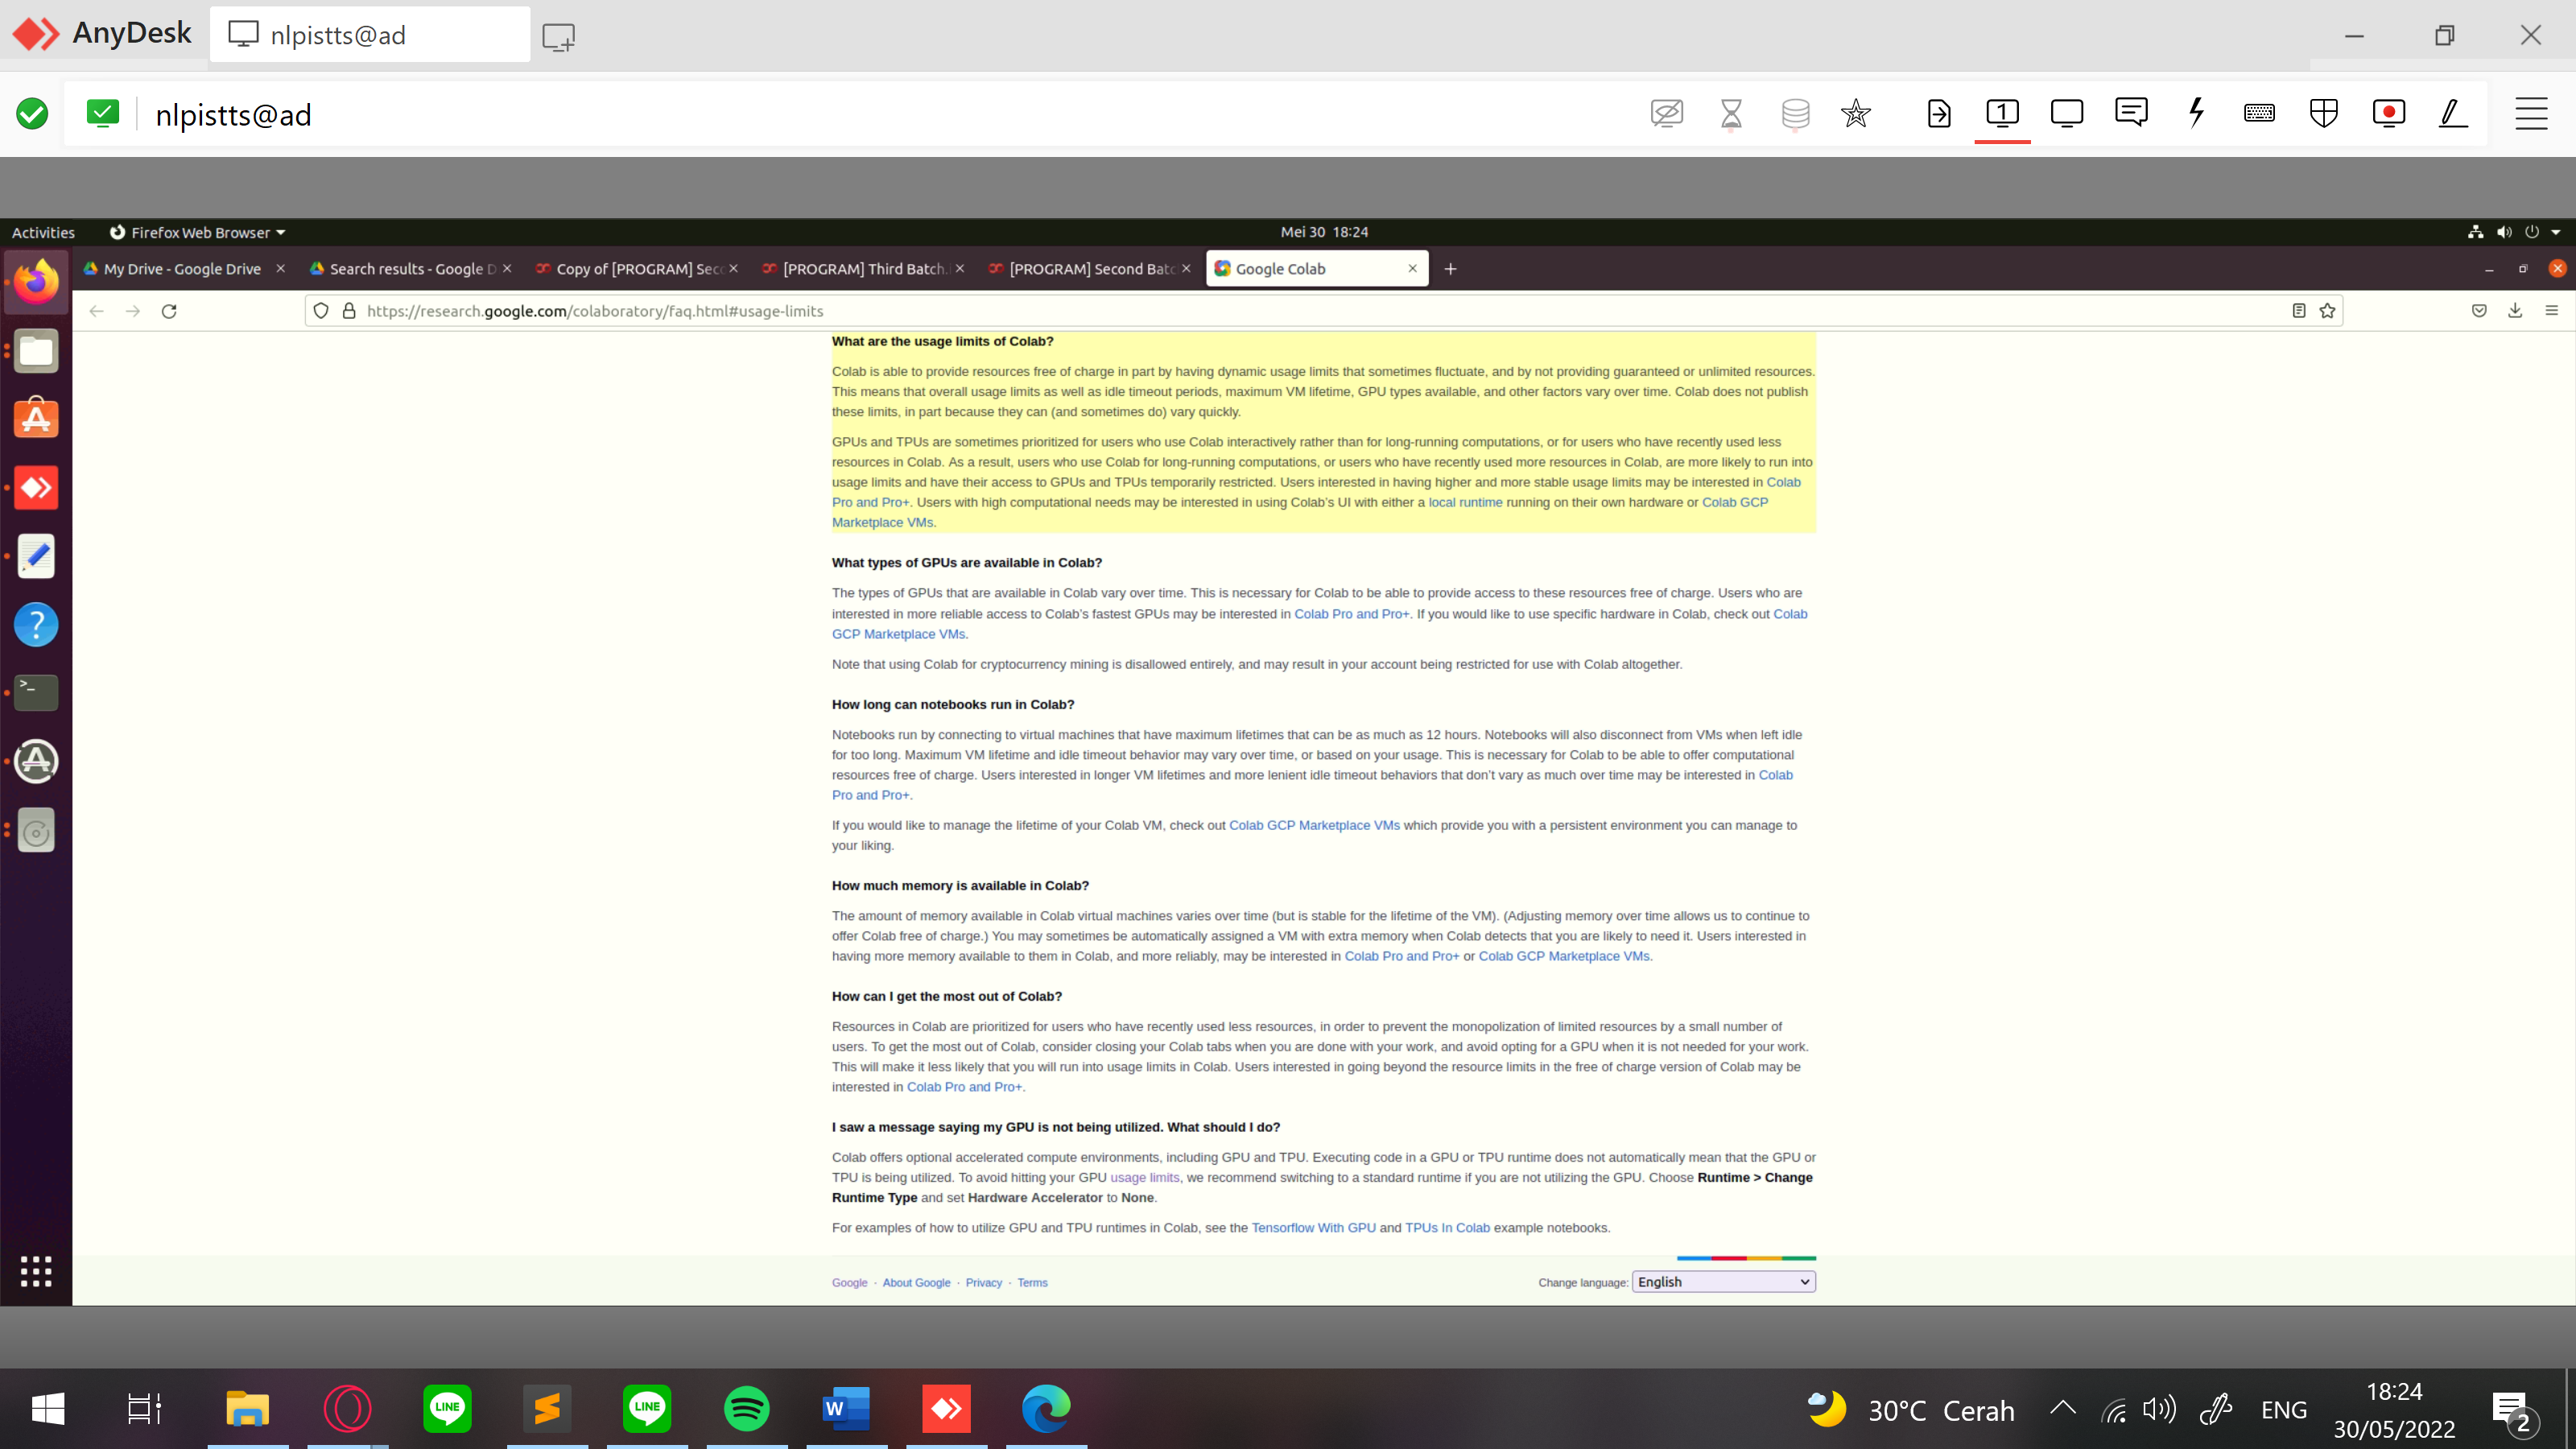 AnyDesk
nlpistts@ad
nlpistts@ad
1
Activities
Firefox Web Browser
Mei 30 18:24
My Drive - Google Drive
Search results - Google D
Copy of [PROGRAM] Seco
[PROGRAM] Third Batch.
[PROGRAM] Second Batc
Google Colab
https://research.google.com/colaboratory/faq.html#usage-limits
What are the usage limits of Colab?
Colab is able to provide resources free of charge in part by having dynamic usage limits that sometimes fluctuate, and by not providing guaranteed or unlimited resources.
This means that overall usage limits as well as idle timeout periods, maximum VM lifetime, GPU types available, and other factors vary over time. Colab does not publish
these limits, in part because they can (and sometimes do) vary quickly.
GPUs and TPUs are sometimes prioritized for users who use Colab interactively rather than for long-running computations, or for users who have recently used less
resources in Colab. As a result, users who use Colab for long-running computations, or users who have recently used more resources in Colab, are more likely to run into
usage limits and have their access to GPUs and TPUs temporarily restricted. Users interested in having higher and more stable usage limits may be interested in Colab
Pro and Pro+. Users with high computational needs may be interested in using Colab's UI with either a local runtime running on their own hardware or Colab GCP
Marketplace VMs.
What types of GPUs are available in Colab?
The types of GPUs that are available in Colab vary over time. This is necessary for Colab to be able to provide access to these resources free of charge. Users who are
interested in more reliable access to Colab's fastest GPUs may be interested in Colab Pro and Pro+. If you would like to use specific hardware in Colab, check out Colab
GCP Marketplace VMs.
Note that using Colab for cryptocurrency mining is disallowed entirely, and may result in your account being restricted for use with Colab altogether.
How long can notebooks run in Colab?
Notebooks run by connecting to virtual machines that have maximum lifetimes that can be as much as 12 hours. Notebooks will also disconnect from VMs when left idle
for too long. Maximum VM lifetime and idle timeout behavior may vary over time, or based on your usage. This is necessary for Colab to be able to offer computational
resources free of charge. Users interested in longer VM lifetimes and more lenient idle timeout behaviors that don't vary as much over time may be interested in Colab
Pro and Pro+.
If you would like to manage the lifetime of your Colab VM, check out Colab GCP Marketplace VMs which provide you with a persistent environment you can manage to
your liking.
How much memory is available in Colab?
The amount of memory available in Colab virtual machines varies over time (but is stable for the lifetime of the VM). (Adjusting memory over time allows us to continue to
offer Colab free of charge.) You may sometimes be automatically assigned a VM with extra memory when Colab detects that you are likely to need it. Users interested in
having more memory available to them in Colab, and more reliably, may be interested in Colab Pro and Pro+ or Colab GCP Marketplace VMs.
How can I get the most out of Colab?
Resources in Colab are prioritized for users who have recently used less resources, in order to prevent the monopolization of limited resources by a small number of
users. To get the most out of Colab, consider closing your Colab tabs when you are done with your work, and avoid opting for a GPU when it is not needed for your work.
This will make it less likely that you will run into usage limits in Colab. Users interested in going beyond the resource limits in the free of charge version of Colab may be
interested in Colab Pro and Pro+.
I saw a message saying my GPU is not being utilized. What should I do?
Colab offers optional accelerated compute environments, including GPU and TPU. Executing code in a GPU or TPU runtime does not automatically mean that the GPU or
TPU is being utilized. To avoid hitting your GPU usage limits, we recommend switching to a standard runtime if you are not utilizing the GPU. Choose Runtime > Change
Runtime Type and set Hardware Accelerator to None.
For examples of how to utilize GPU and TPU runtimes in Colab, see the Tensorflow With GPU and TPUs In Colab example notebooks.
Google · About Google · Privacy · Terms
Change language: English
LINE
LINE
W
30°C Cerah
ENG
18:24
30/05/2022
2